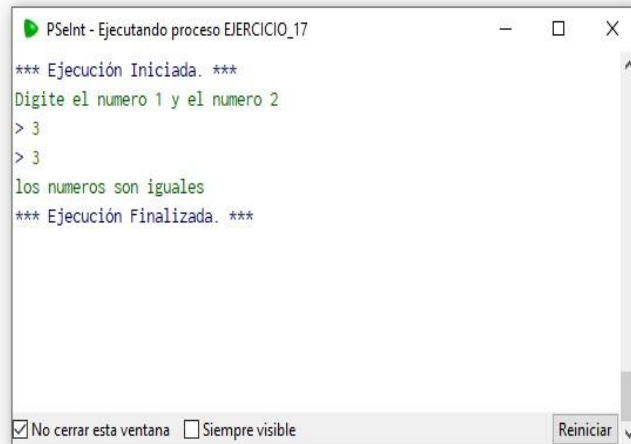 PSeInt - Ejecutando proceso EJERCICIO_17
*** Ejecución Iniciada. ***
Digite el numero 1 y el numero 2
> 3
> 3
los numeros son iguales
*** Ejecución Finalizada. ***
No cerrar esta ventana Siempre visible Reiniciar